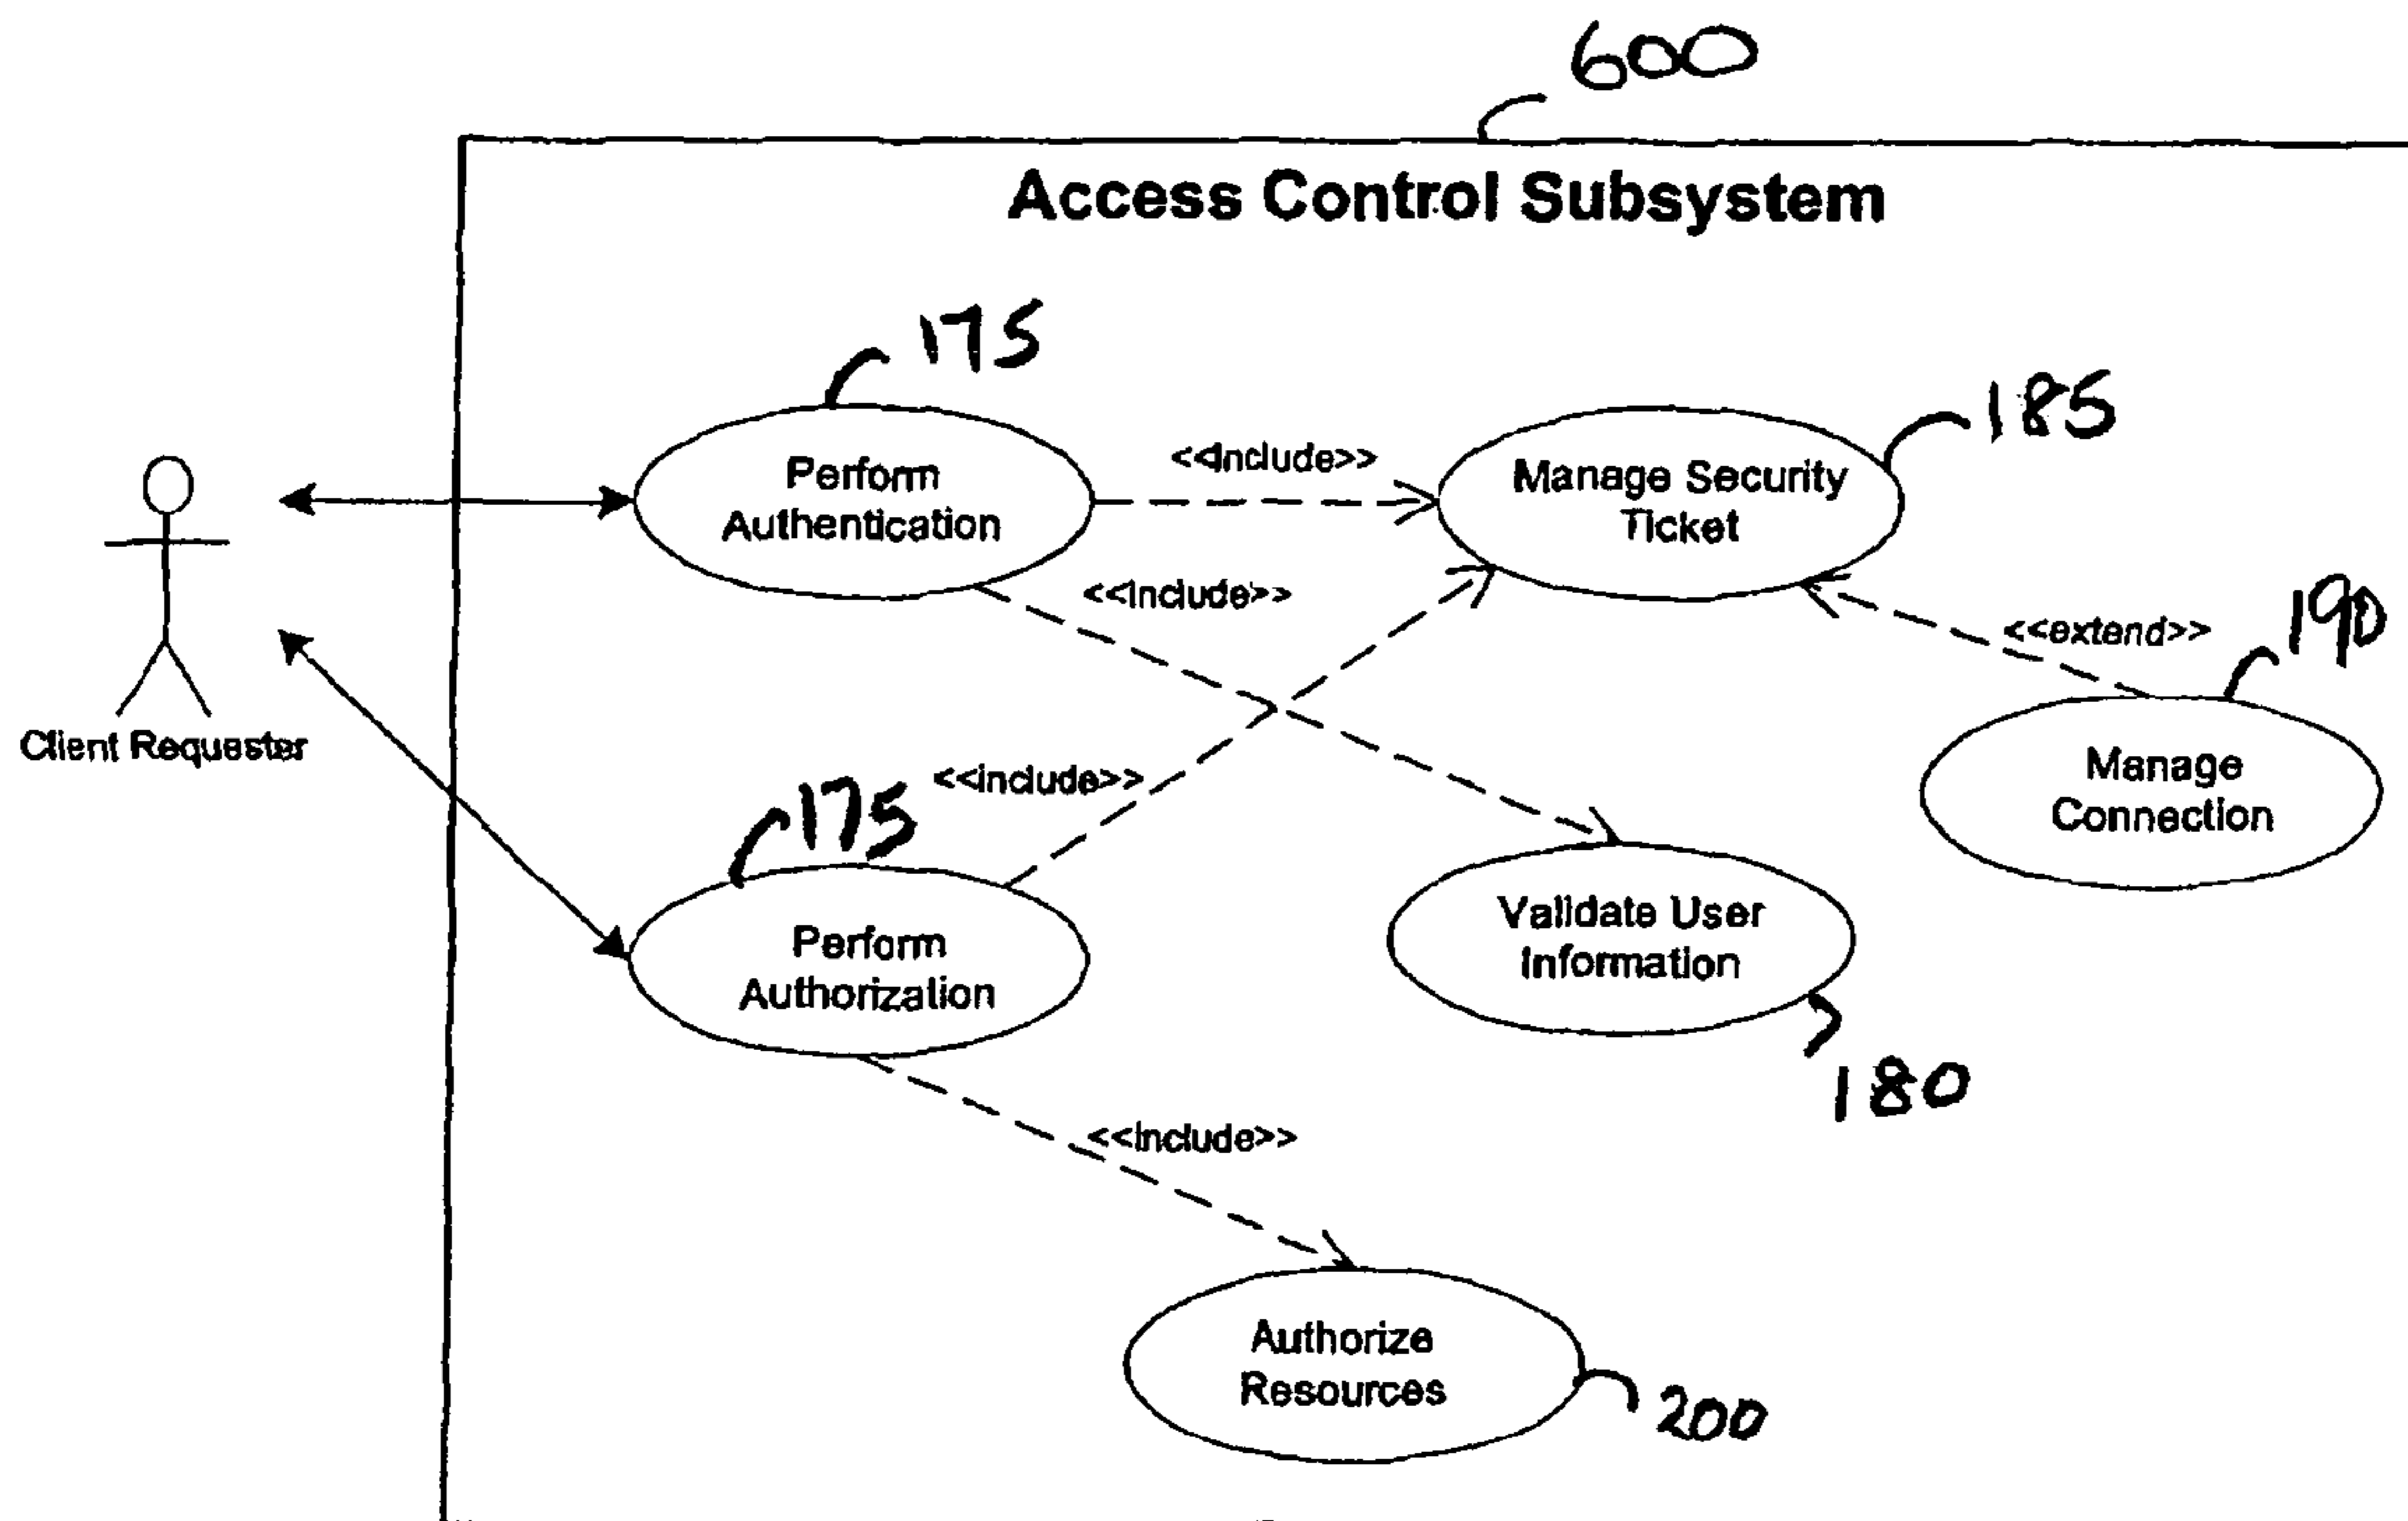 600
Access Control Subsystem
175
185
Perform
Authentication
<<Include>>
Manage Security
Ticket
<<Include>>
<<extend>>
190
Client Requester
<<include>>
175
Manage
Connection
Perform
Authorization
Validate User
Information
180
<<Include>>
Authorize
Resources
200